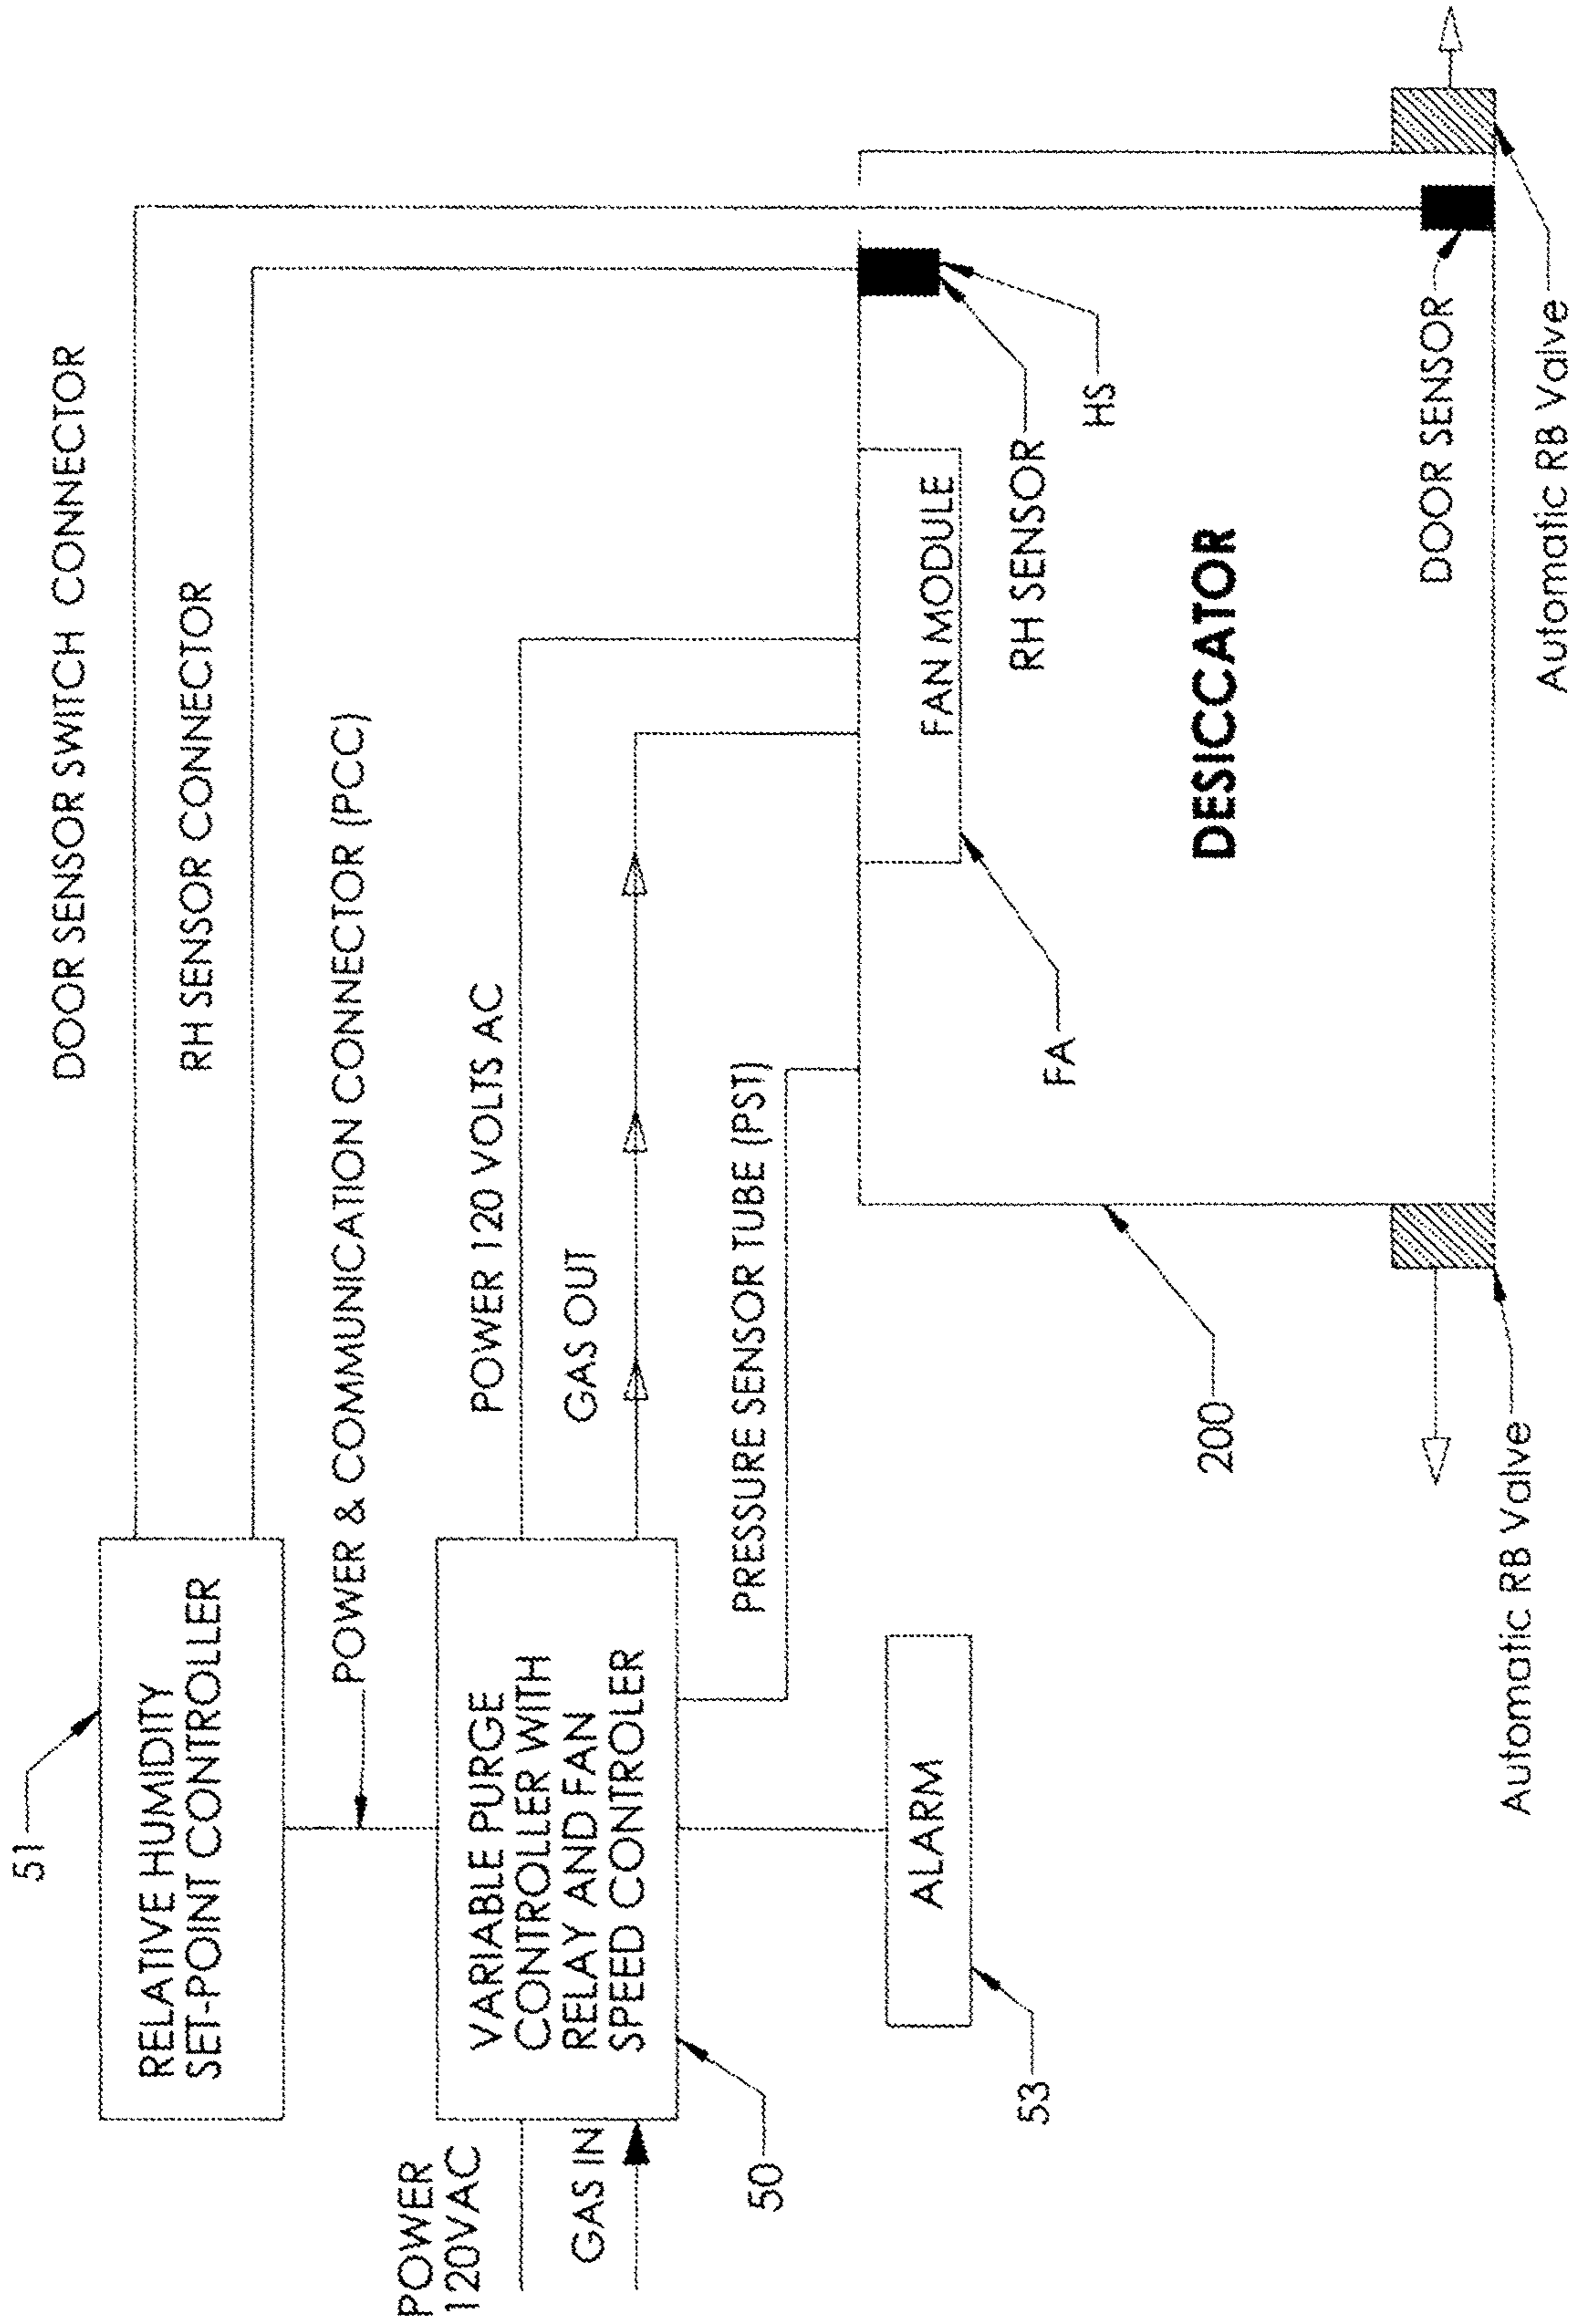 DOOR SENSOR SWITCH CONNECTOR
RH SENSOR CONNECTOR
51
RELATIVE HUMIDITY
SET-POINT CONTROLLER
POWER & COMMUNICATION CONNECTOR (PCC)
POWER
120VAC
GAS IN
VARIABLE PURGE
CONTROLLER WITH
RELAY AND FAN
SPEED CONTROLER
50
POWER 120 VOLTS AC
GAS OUT
PRESSURE SENSOR TUBE (PST)
ALARM
53
FAN MODULE
FA
RH SENSOR
HS
DESICCATOR
200
DOOR SENSOR
Automatic RB Valve
Automatic RB Valve